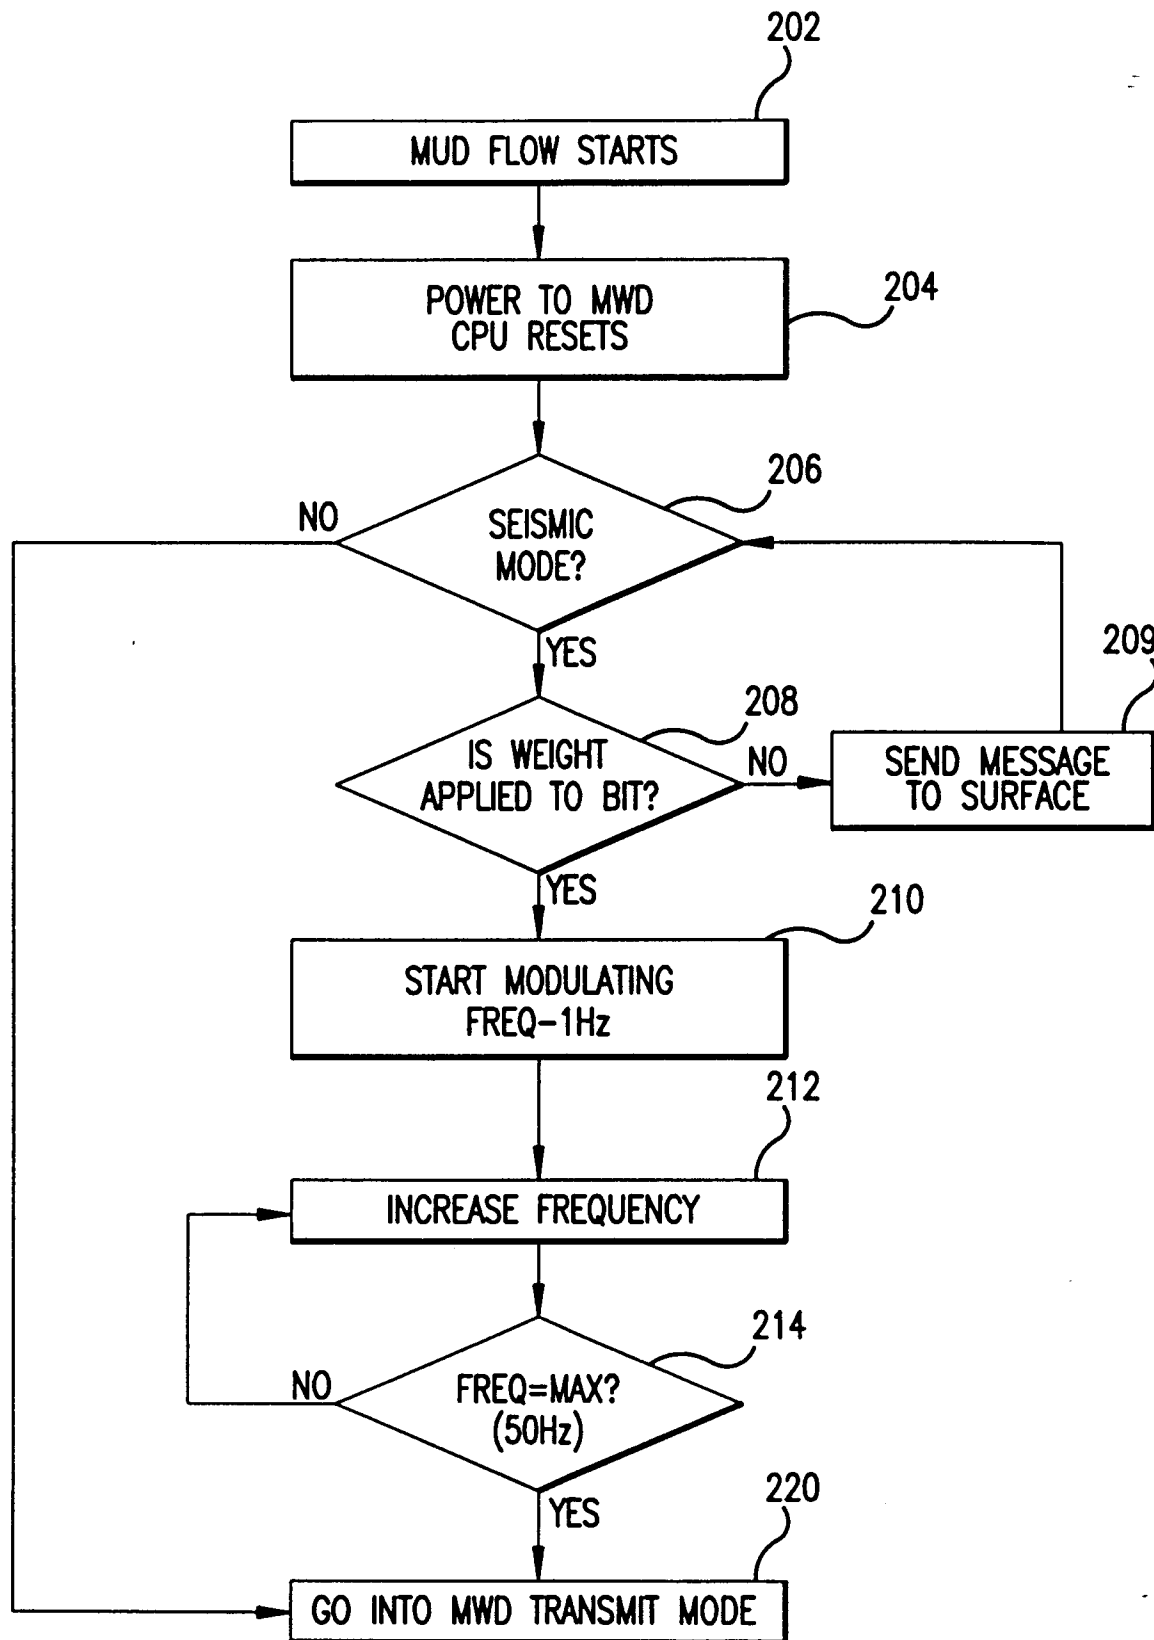 202
MUD FLOW STARTS
204
POWER TO MWD
CPU RESETS
206
NO
SEISMIC
MODE?
YES
209
208
IS WEIGHT
APPLIED TO BIT?
NO
SEND MESSAGE
TO SURFACE
YES
210
START MODULATING
FREQ-1Hz
212
INCREASE FREQUENCY
214
NO
FREQ=MAX?
(50Hz)
YES
220
GO INTO MWD TRANSMIT MODE